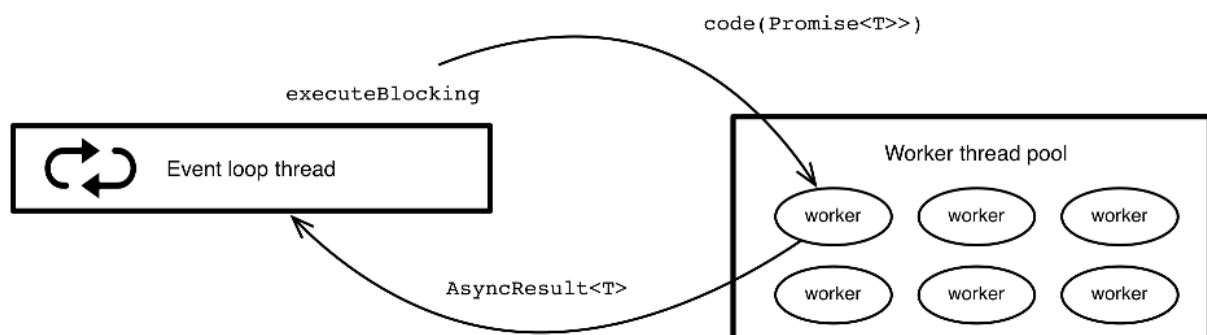 code(Promise<T>>)
executeBlocking
Event loop thread
Worker thread pool
worker worker worker
AsyncResult<T>
worker worker worker